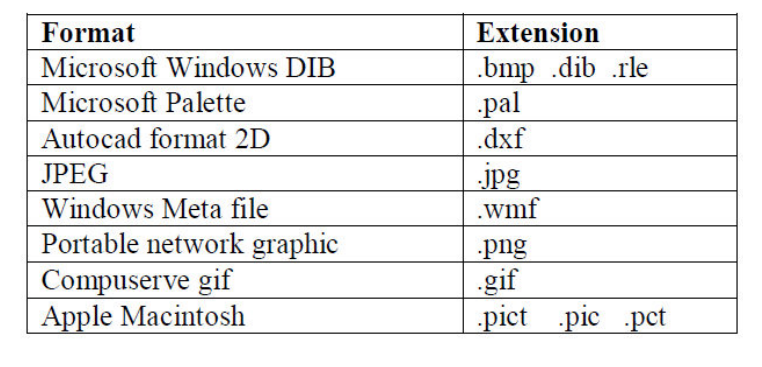 Format Extension
Microsoft Windows DIB .bmp .dib .rle
Microsoft Palette .pal
Autocad format 2D .dxf
JPEG .jpg
Windows Meta file .wmf
Portable network graphic .png
Compuserve gif .gif
Apple Macintosh .pict .pic .pct